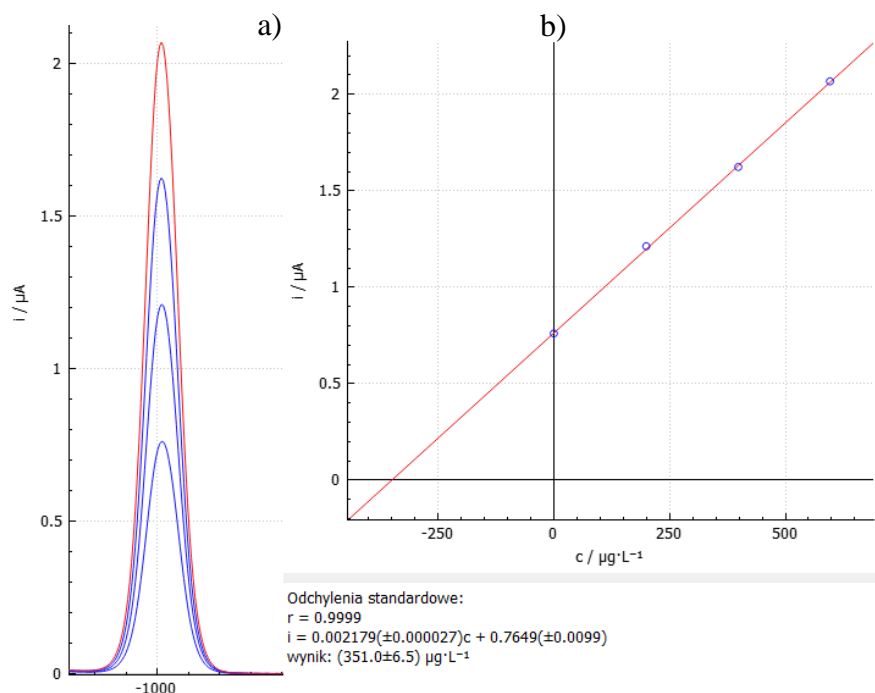 a)
2
1.5
i / µA
1
0.5
0
-1000
b)
2
1.5
i / µA
1
0.5
0
-250
0
250
500
c / µg·L⁻¹
Odchylenia standardowe:
r = 0.9999
i = 0.002179(±0.000027)c + 0.7649(±0.0099)
wynik: (351.0±6.5) µg·L⁻¹